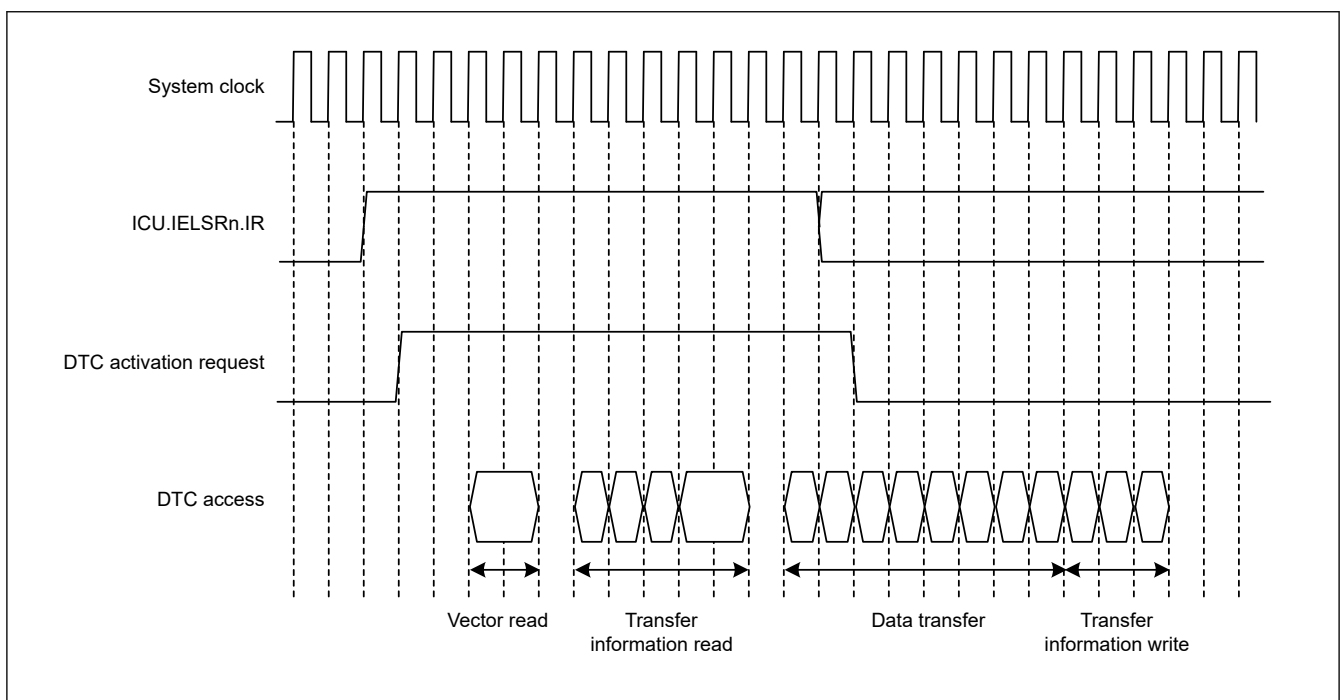 System clock
ICU.IELSRn.IR
DTC activation request
DTC access
Vector read
Transfer
information read
Data transfer
Transfer
information write